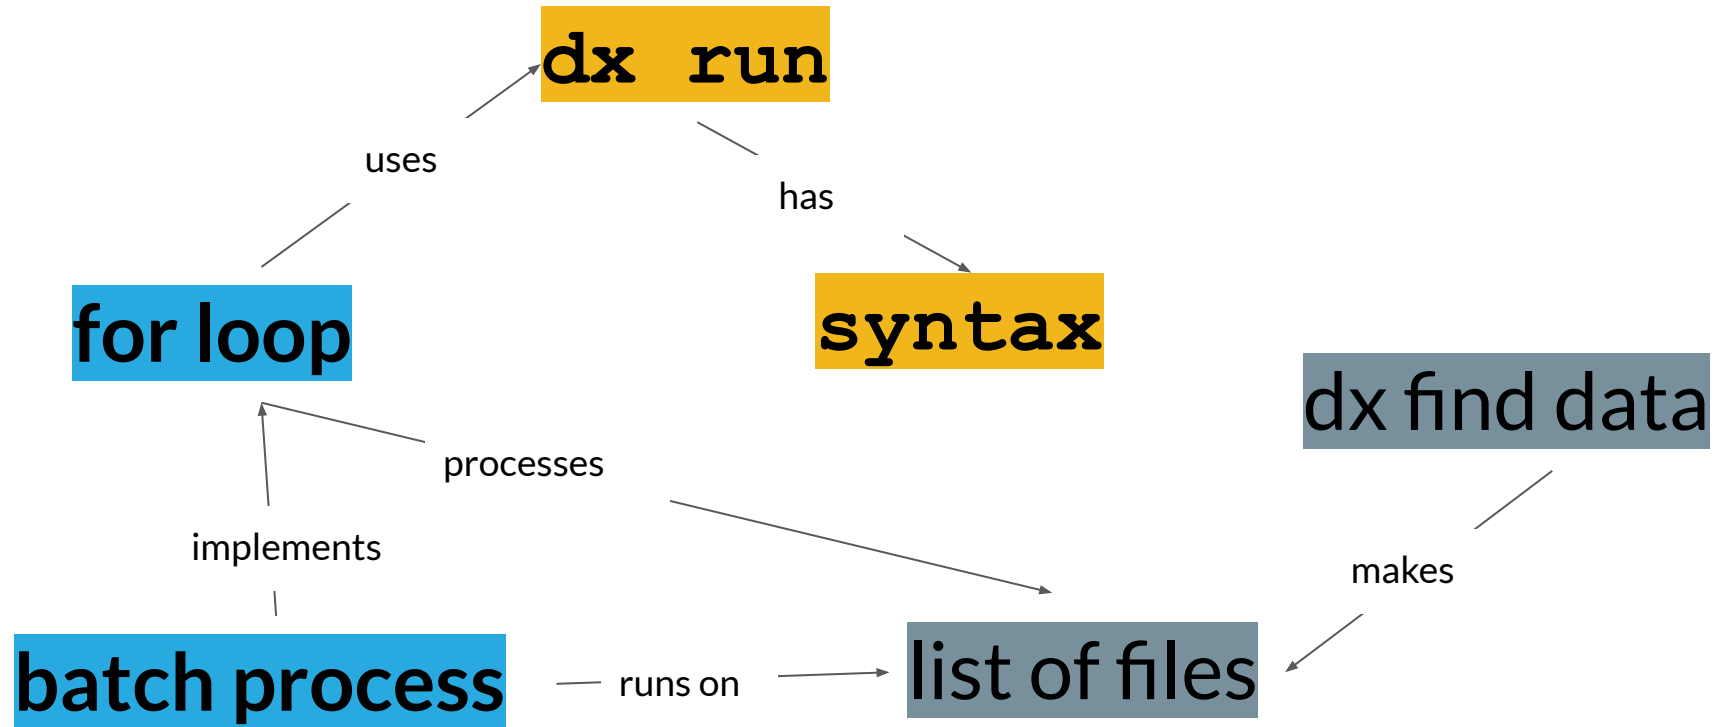 dx run
uses
has
for loop
syntax
dx find data
processes
implements
makes
batch process
runs on
list of files